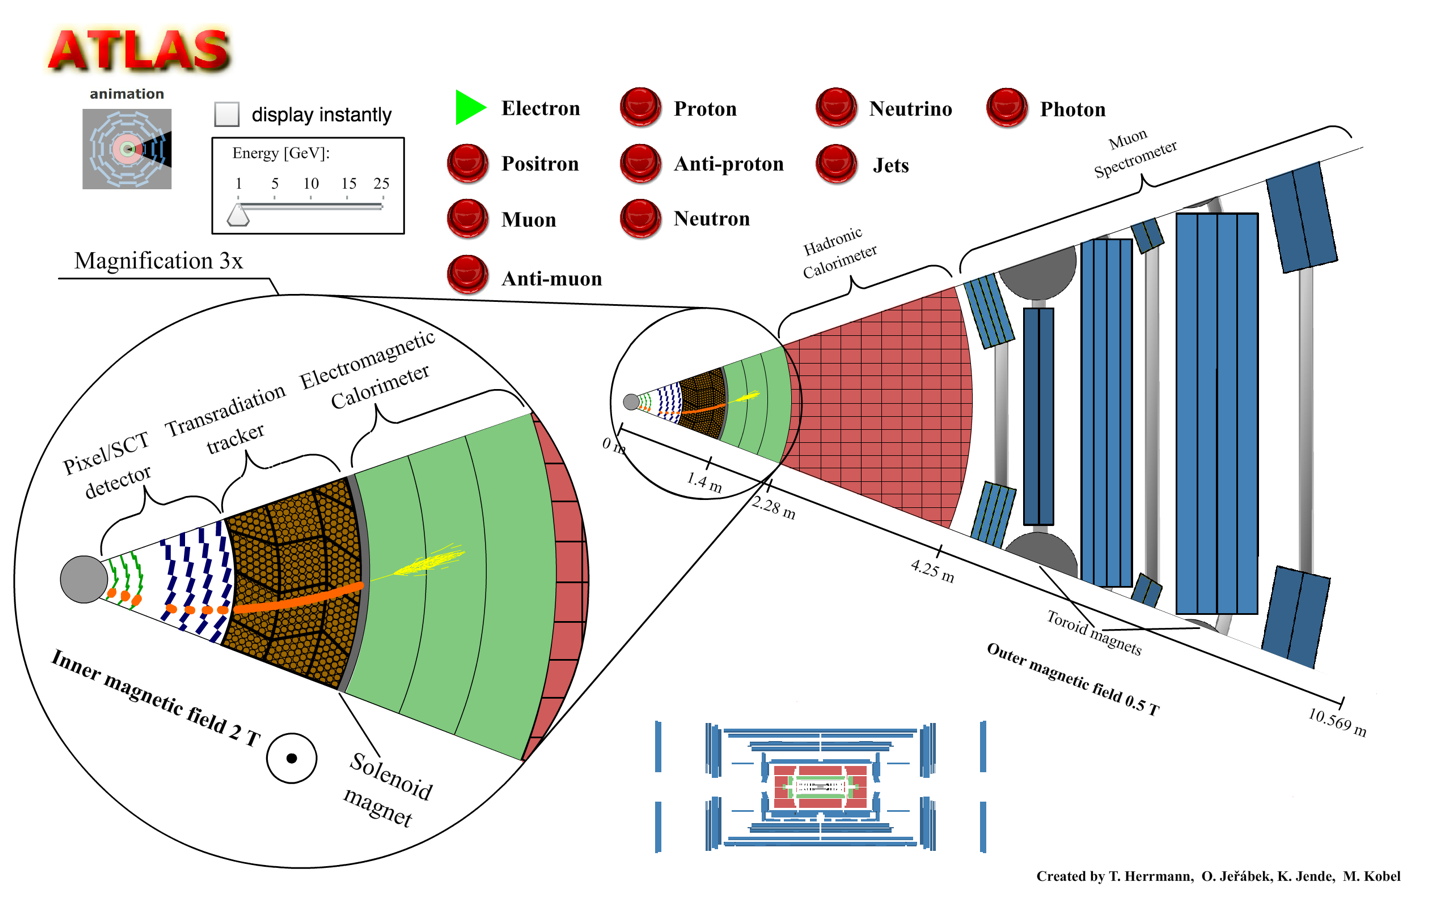 ATLAS
animation
display instantly
Energy [GeV]:
1 5 10 15 25
Electron
Proton
Neutrino
Photon
Positron
Anti-proton
Jets
Muon
Neutron
Anti-muon
Magnification 3x
Muon
Spectrometer
Hadronic
Calorimeter
Electromagnetic
Calorimeter
Transradiation
tracker
Pixel/SCT
detector
0 m
1.4 m
2.28 m
4.25 m
10.569 m
Toroid magnets
Outer magnetic field 0.5 T
Inner magnetic field 2 T
Solenoid
magnet
Created by T. Herrmann, O. Jeřábek, K. Jende, M. Kobel